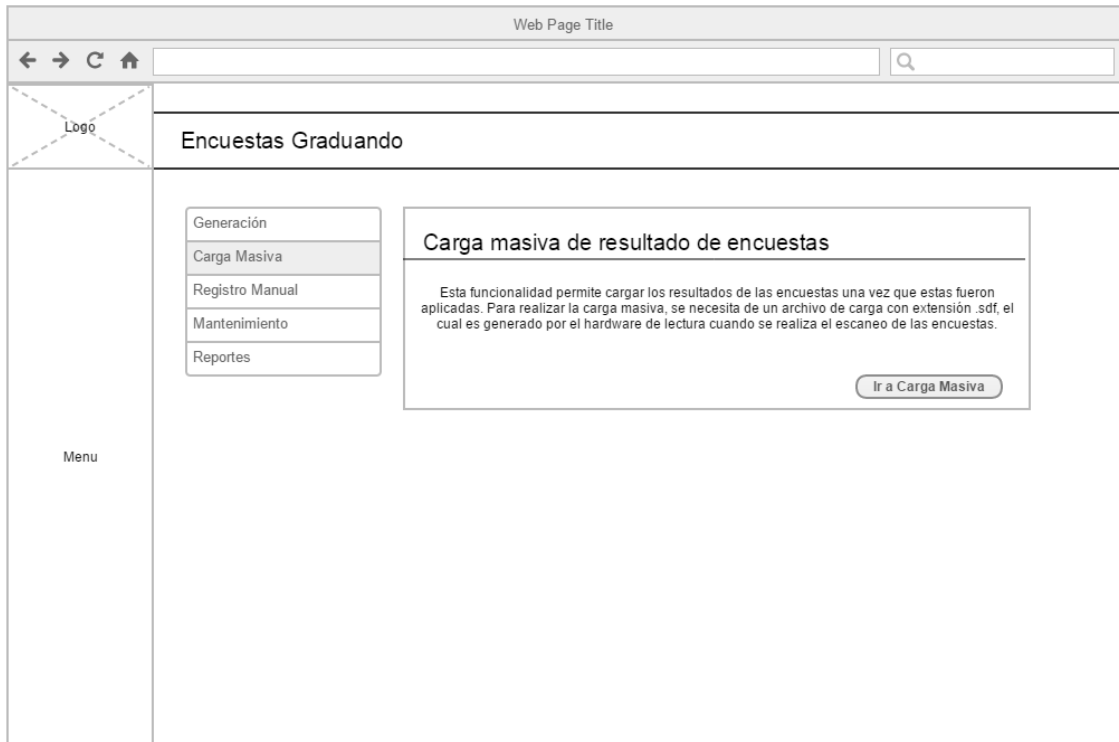 Web Page Title
Logo
Encuestas Graduando
Generación
Carga Masiva
Registro Manual
Mantenimiento
Reportes
Carga masiva de resultado de encuestas
Esta funcionalidad permite cargar los resultados de las encuestas una vez que estas fueron
aplicadas. Para realizar la carga masiva, se necesita de un archivo de carga con extensión .sdf, el
cual es generado por el hardware de lectura cuando se realiza el escaneo de las encuestas.
Ir a Carga Masiva
Menu